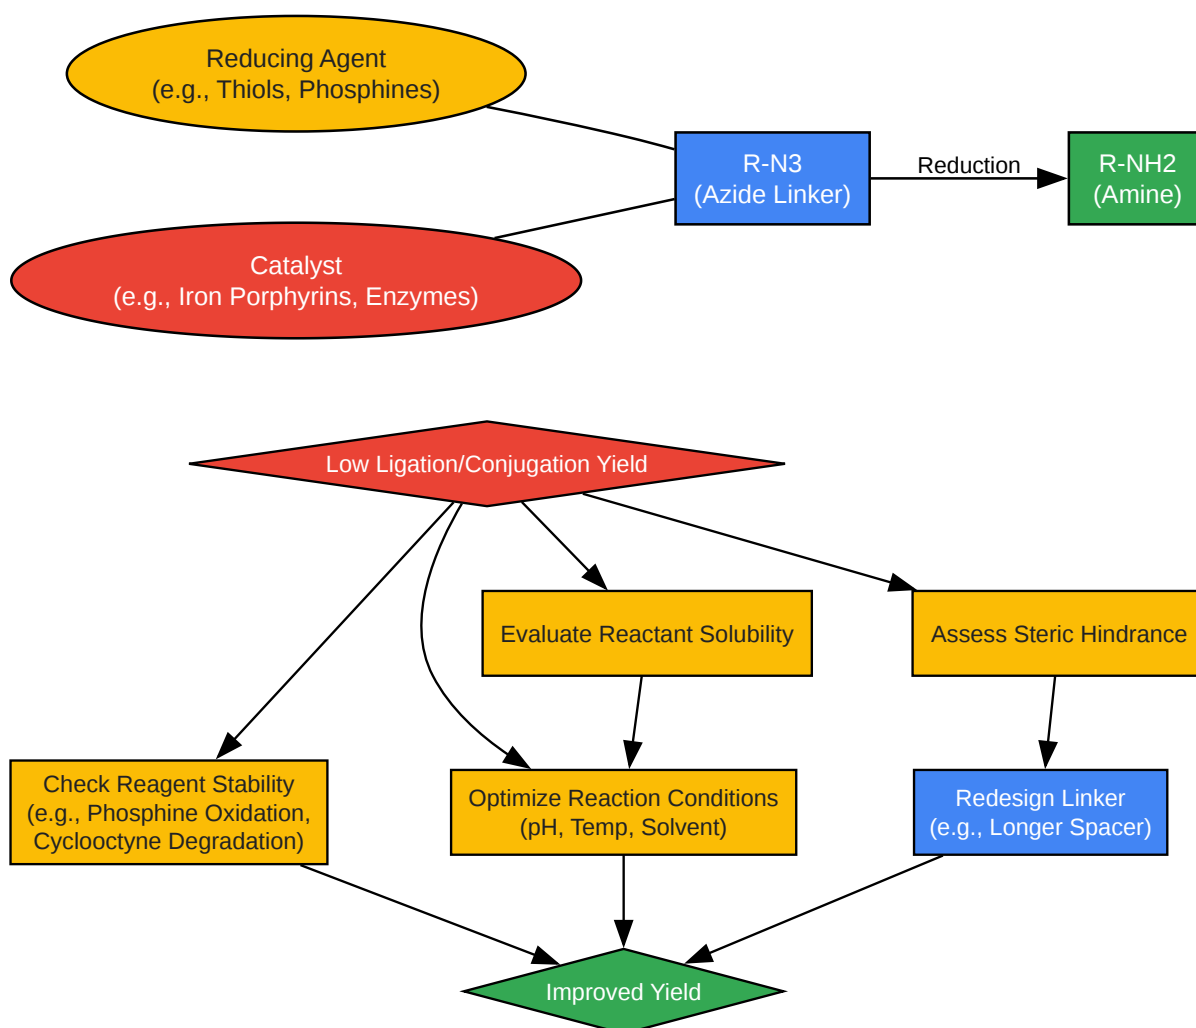 Reducing Agent
(e.g., Thiols, Phosphines)
R-N3
(Azide Linker)
Reduction
R-NH2
(Amine)
Catalyst
(e.g., Iron Porphyrins, Enzymes)
Low Ligation/Conjugation Yield
Evaluate Reactant Solubility
Assess Steric Hindrance
Check Reagent Stability
(e.g., Phosphine Oxidation,
Cyclooctyne Degradation)
Optimize Reaction Conditions
(pH, Temp, Solvent)
Redesign Linker
(e.g., Longer Spacer)
Improved Yield